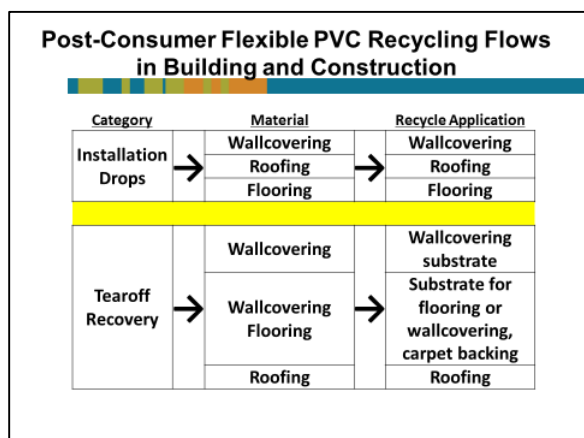 Post-Consumer Flexible PVC Recycling Flows
in Building and Construction
Category Material Recycle Application
Installation
Drops
Wallcovering Wallcovering
Roofing Roofing
Flooring Flooring
Tearoff
Recovery
Wallcovering
Wallcovering
substrate
Wallcovering
Flooring
Substrate for
flooring or
wallcovering,
carpet backing
Roofing Roofing